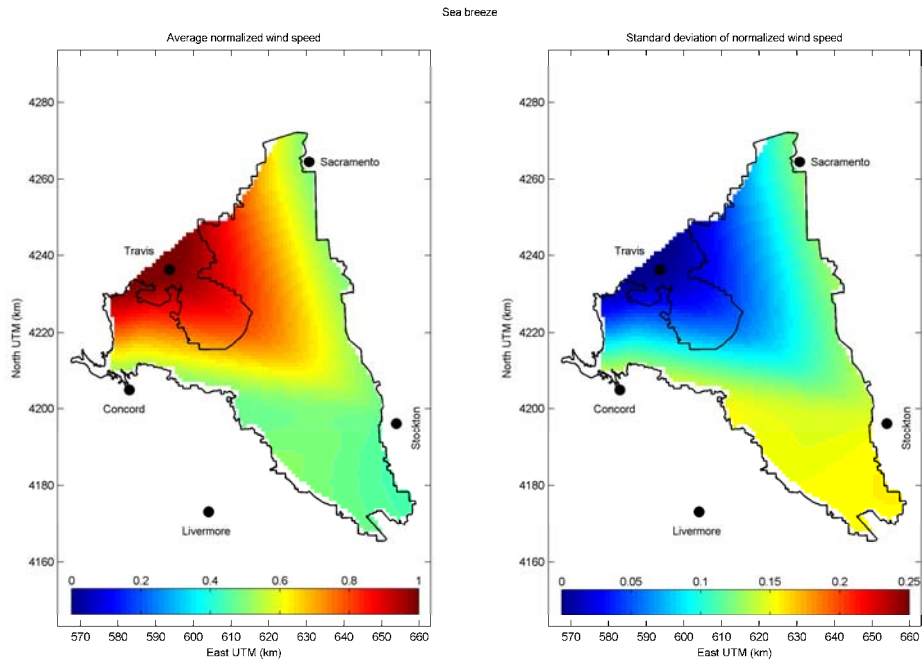 Sea breeze
Average normalized wind speed
4280
4260
4240
4220
4200
4180
4160
North UTM (km)
Sacramento
Travis
Concord
Stockton
Livermore
0 0.2 0.4 0.6 0.8 1
570 580 590 600 610 620 630 640 650 660
East UTM (km)
Standard deviation of normalized wind speed
4280
4260
4240
4220
4200
4180
4160
North UTM (km)
Sacramento
Travis
Concord
Stockton
Livermore
0 0.05 0.1 0.15 0.2 0.25
570 580 590 600 610 620 630 640 650 660
East UTM (km)